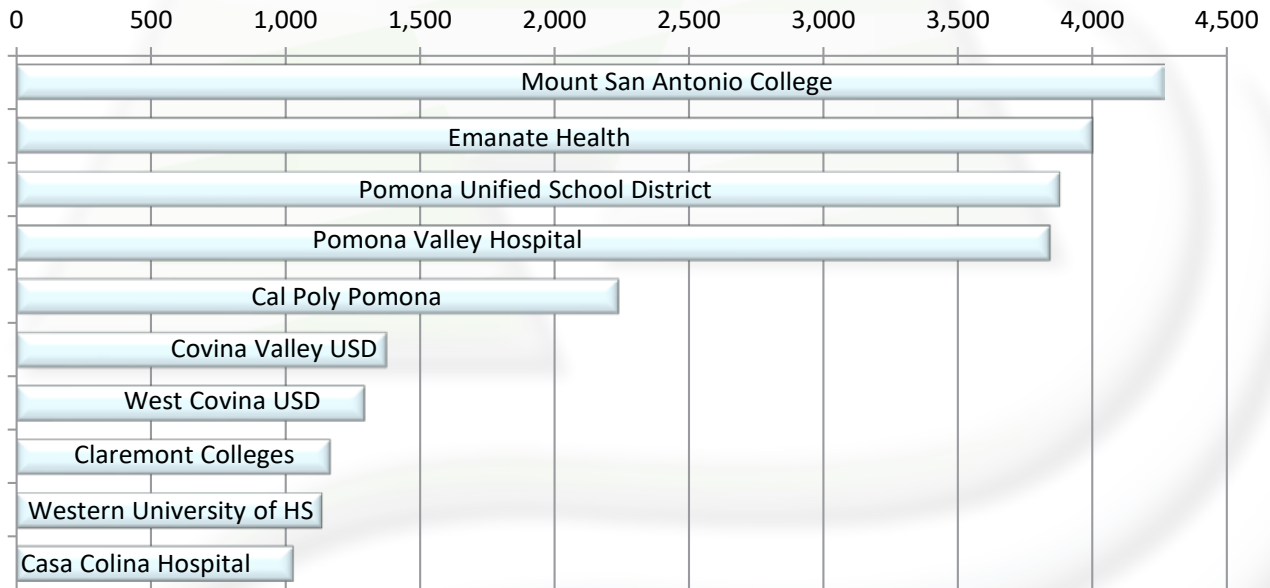 0 500 1,000 1,500 2,000 2,500 3,000 3,500 4,000 4,500
Mount San Antonio College
Emanate Health
Pomona Unified School District
Pomona Valley Hospital
Cal Poly Pomona
Covina Valley USD
West Covina USD
Claremont Colleges
Western University of HS
Casa Colina Hospital